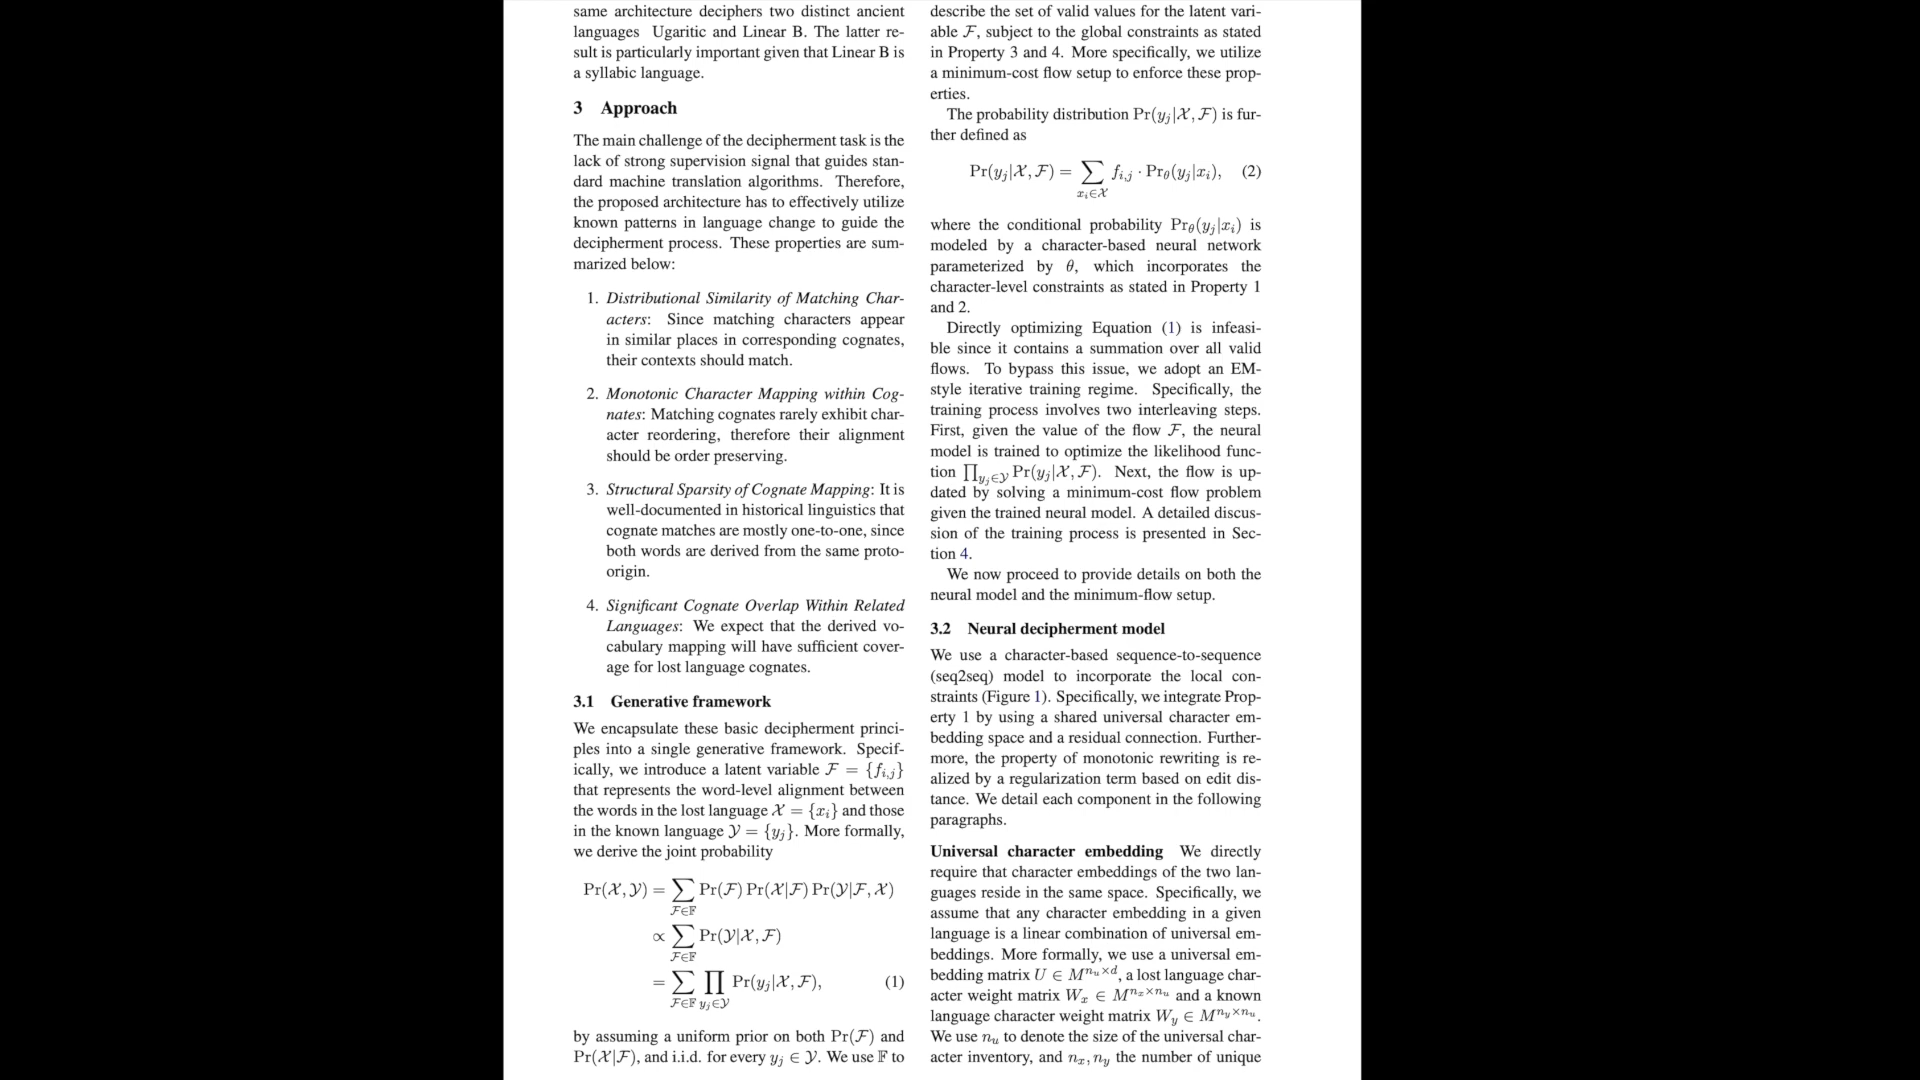 same architecture deciphers two distinct ancient
languages Ugaritic and Linear B. The latter re-
sult is particularly important given that Linear B is
a syllabic language.
3 Approach
The main challenge of the decipherment task is the
lack of strong supervision signal that guides stan-
dard machine translation algorithms. Therefore,
the proposed architecture has to effectively utilize
known patterns in language change to guide the
decipherment process. These properties are sum-
marized below:
1. Distributional Similarity of Matching Char-
acters: Since matching characters appear
in similar places in corresponding cognates,
their contexts should match.
2. Monotonic Character Mapping within Cog-
nates: Matching cognates rarely exhibit char-
acter reordering, therefore their alignment
should be order preserving.
3. Structural Sparsity of Cognate Mapping: It is
well-documented in historical linguistics that
cognate matches are mostly one-to-one, since
both words are derived from the same proto-
origin.
4. Significant Cognate Overlap Within Related
Languages: We expect that the derived vo-
cabulary mapping will have sufficient cover-
age for lost language cognates.
3.1 Generative framework
We encapsulate these basic decipherment princi-
ples into a single generative framework. Specif-
ically, we introduce a latent variable ℱ = {f_{i,j}}
that represents the word-level alignment between
the words in the lost language 𝒳 = {x_i} and those
in the known language 𝒴 = {y_j}. More formally,
we derive the joint probability
Pr(𝒳, 𝒴) = ∑_{ℱ∈𝔽} Pr(ℱ) Pr(𝒳|ℱ) Pr(𝒴|ℱ, 𝒳)
∝ ∑_{ℱ∈𝔽} Pr(𝒴|𝒳, ℱ)
= ∑_{ℱ∈𝔽} ∏_{y_j∈𝒴} Pr(y_j|𝒳, ℱ), (1)
by assuming a uniform prior on both Pr(ℱ) and
Pr(𝒳|ℱ), and i.i.d. for every y_j ∈ 𝒴. We use 𝔽 to
describe the set of valid values for the latent vari-
able ℱ, subject to the global constraints as stated
in Property 3 and 4. More specifically, we utilize
a minimum-cost flow setup to enforce these prop-
erties.
The probability distribution Pr(y_j|𝒳, ℱ) is fur-
ther defined as
Pr(y_j|𝒳, ℱ) = ∑_{x_i∈𝒳} f_{i,j} · Pr_θ(y_j|x_i), (2)
where the conditional probability Pr_θ(y_j|x_i) is
modeled by a character-based neural network
parameterized by θ, which incorporates the
character-level constraints as stated in Property 1
and 2.
Directly optimizing Equation (1) is infeasi-
ble since it contains a summation over all valid
flows. To bypass this issue, we adopt an EM-
style iterative training regime. Specifically, the
training process involves two interleaving steps.
First, given the value of the flow ℱ, the neural
model is trained to optimize the likelihood func-
tion ∏_{y_j∈𝒴} Pr(y_j|𝒳, ℱ). Next, the flow is up-
dated by solving a minimum-cost flow problem
given the trained neural model. A detailed discus-
sion of the training process is presented in Sec-
tion 4.
We now proceed to provide details on both the
neural model and the minimum-flow setup.
3.2 Neural decipherment model
We use a character-based sequence-to-sequence
(seq2seq) model to incorporate the local con-
straints (Figure 1). Specifically, we integrate Prop-
erty 1 by using a shared universal character em-
bedding space and a residual connection. Further-
more, the property of monotonic rewriting is re-
alized by a regularization term based on edit dis-
tance. We detail each component in the following
paragraphs.
Universal character embedding We directly
require that character embeddings of the two lan-
guages reside in the same space. Specifically, we
assume that any character embedding in a given
language is a linear combination of universal em-
beddings. More formally, we use a universal em-
bedding matrix U ∈ M^{n_u×d}, a lost language char-
acter weight matrix W_x ∈ M^{n_x×n_u} and a known
language character weight matrix W_y ∈ M^{n_y×n_u}.
We use n_u to denote the size of the universal char-
acter inventory, and n_x, n_y the number of unique